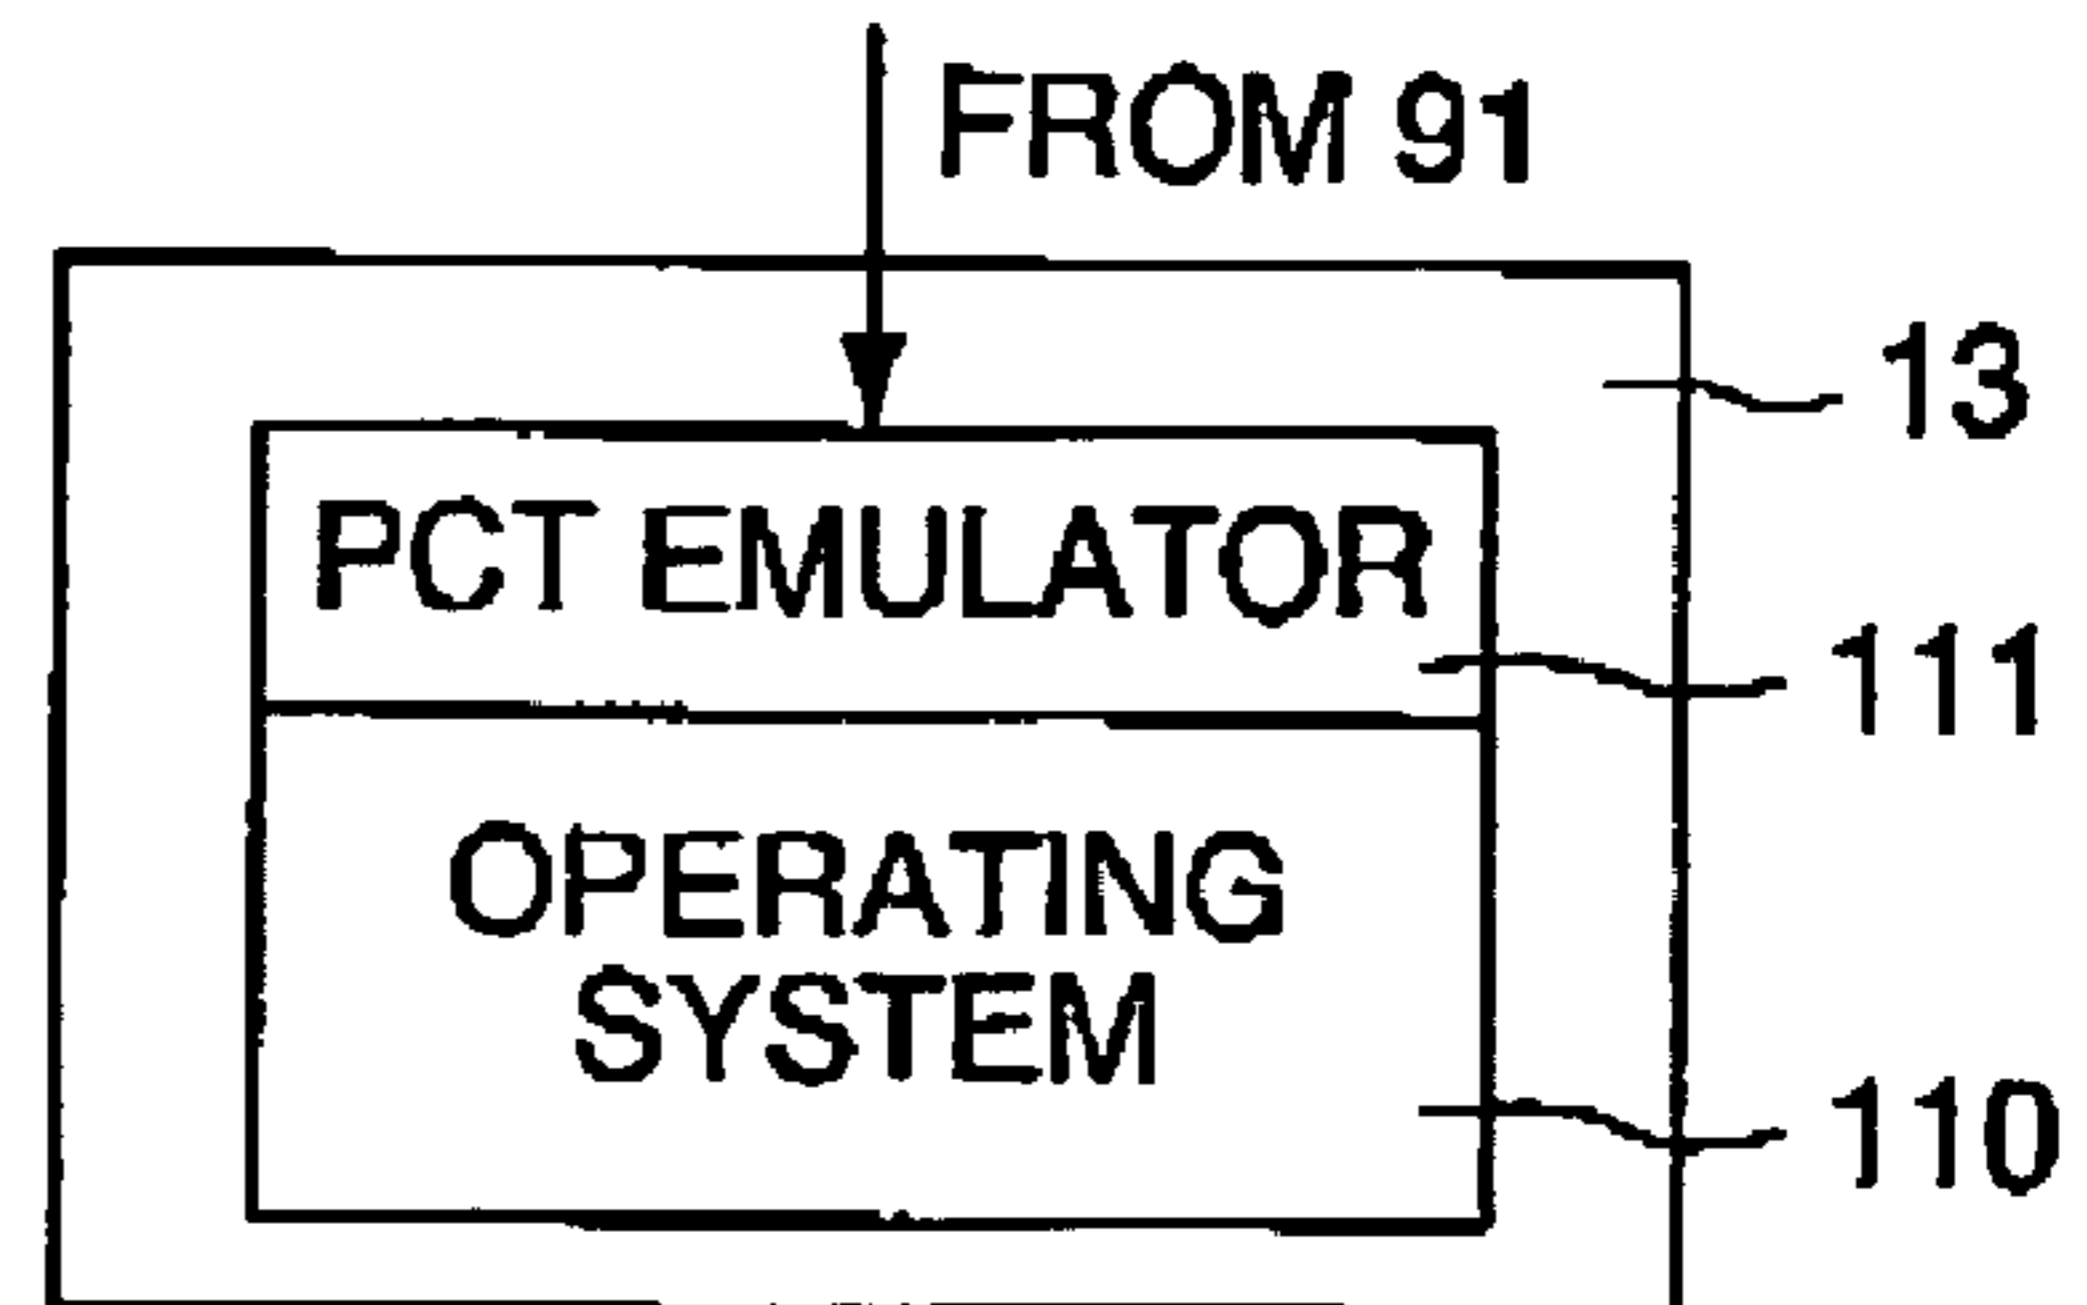 FROM 91
13
PCT EMULATOR
111
OPERATING
SYSTEM
110